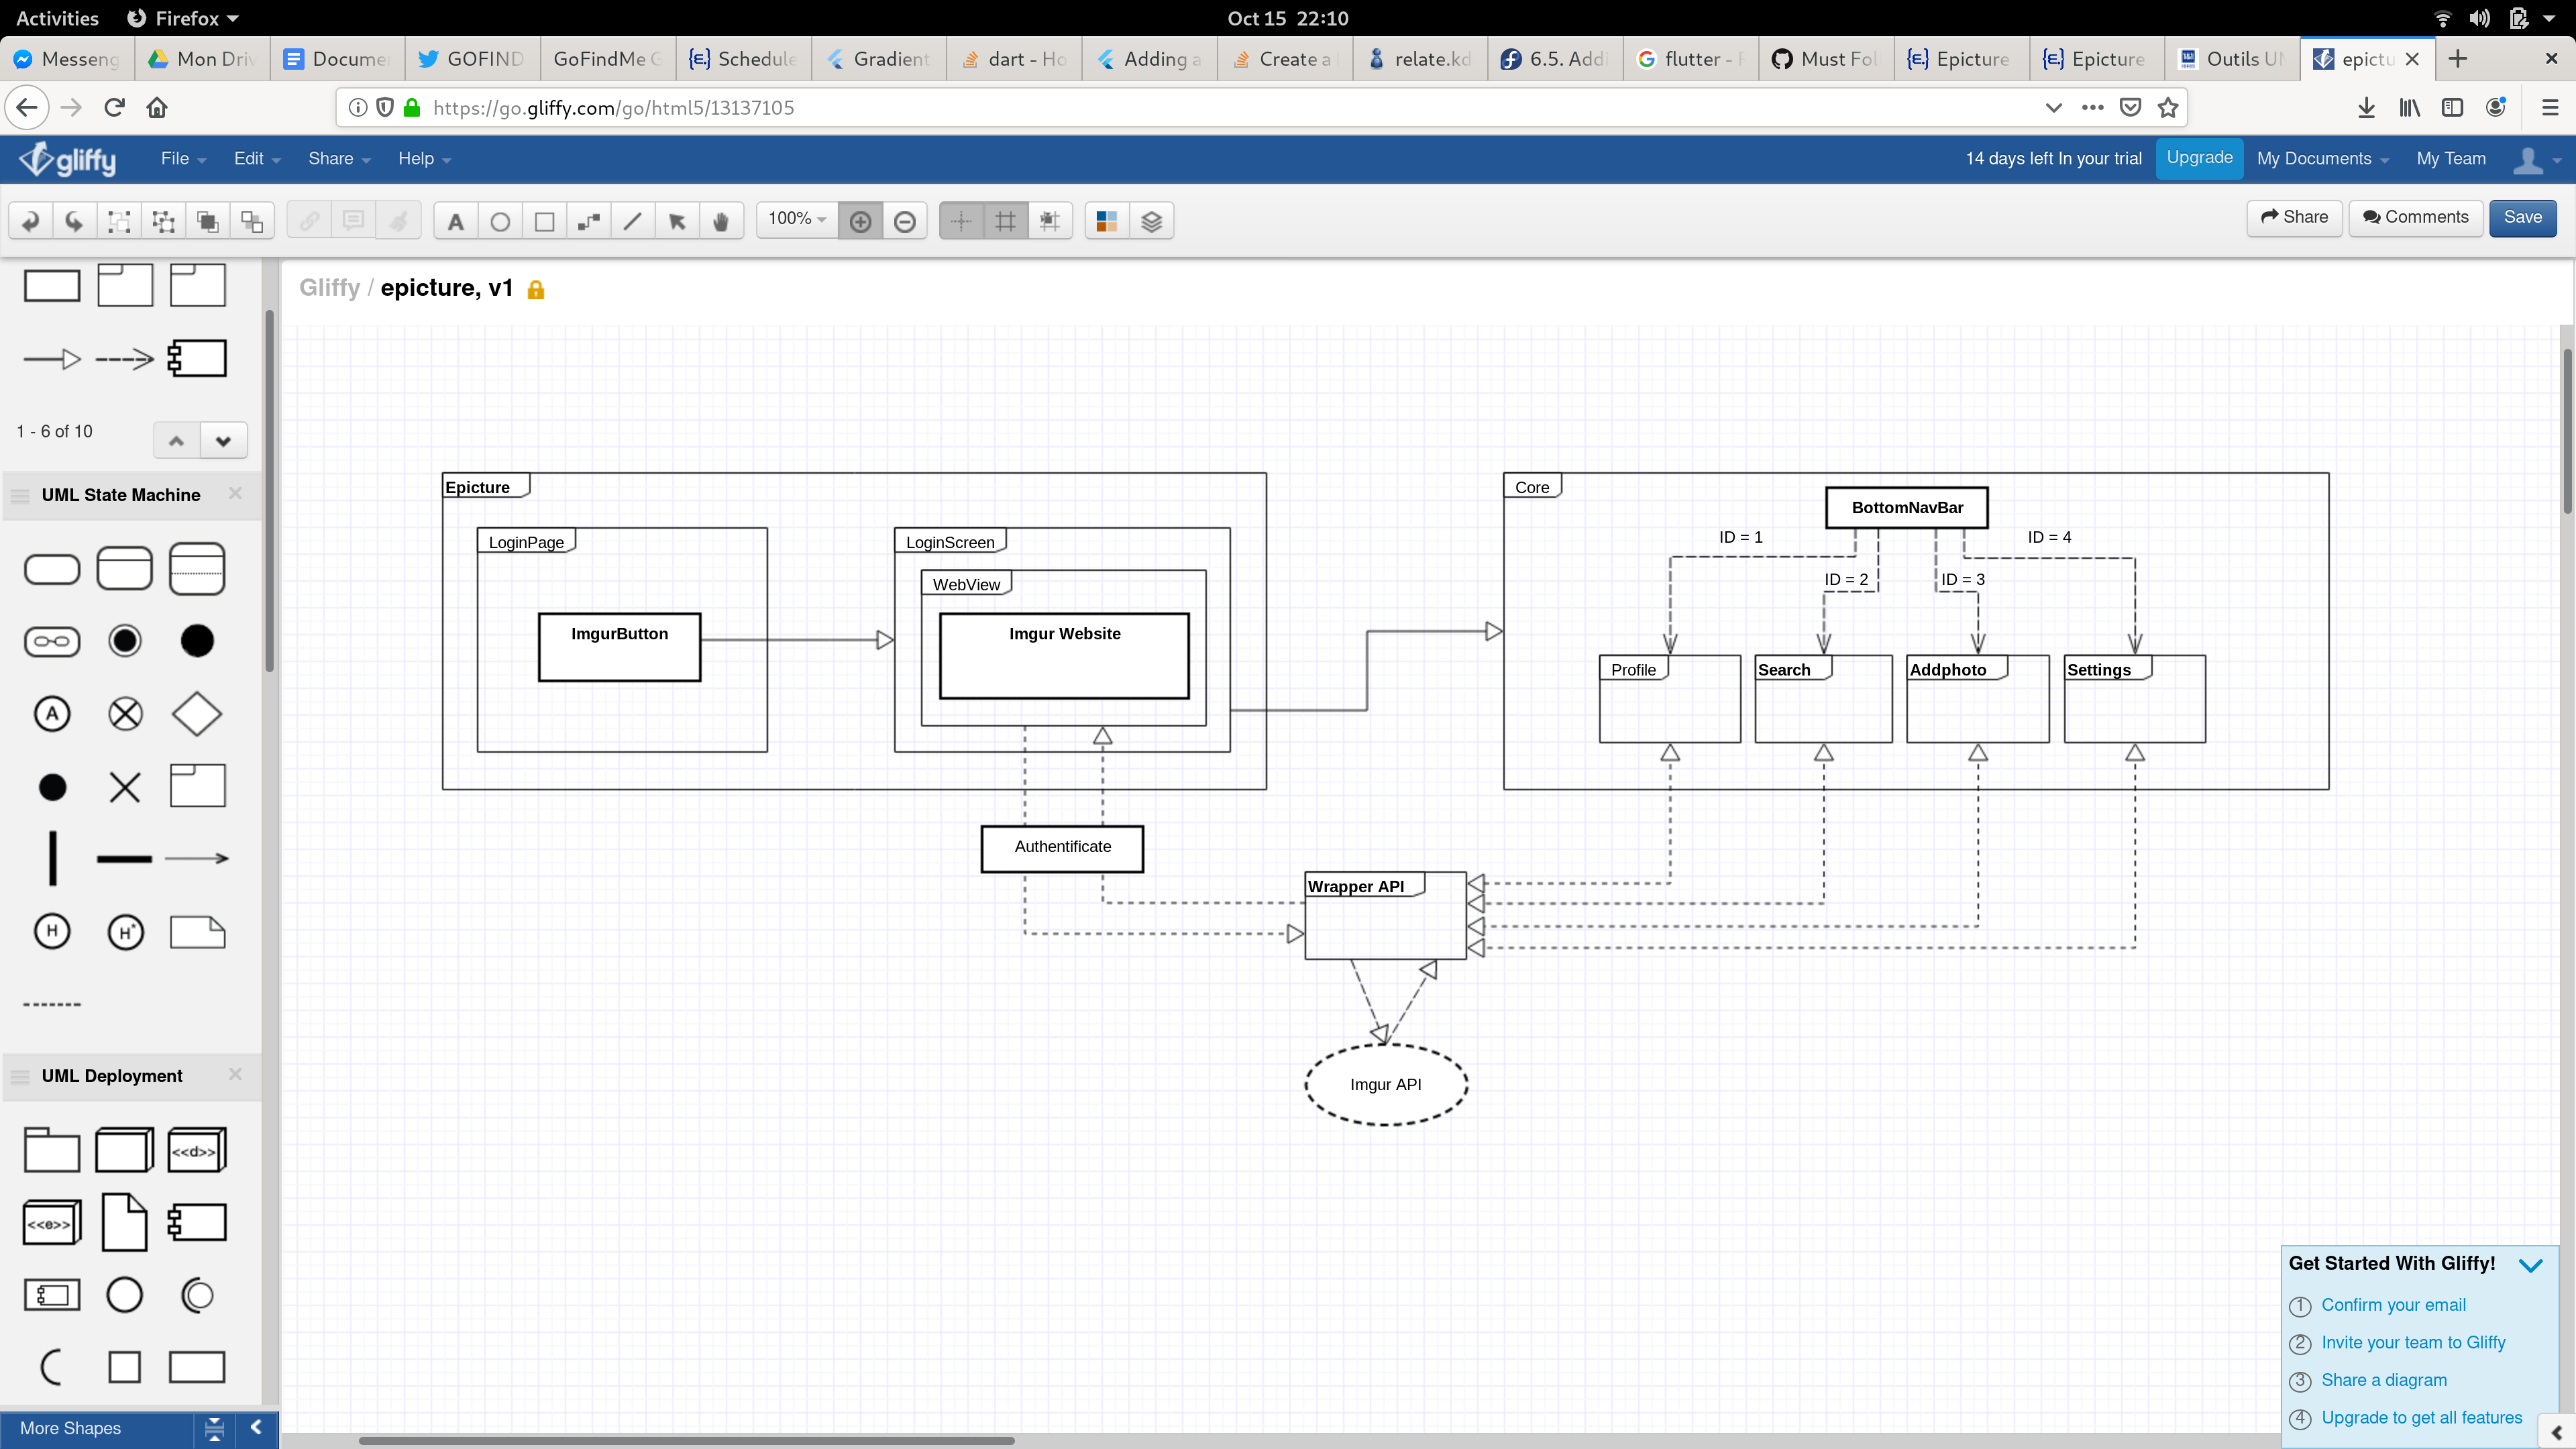 Activities Firefox Oct 15 22:10
Messeng Mon Driv Docume GOFIND GoFindMe G Schedule Gradient dart - Ho Adding a Create a relate.kd 6.5. Add flutter - F Must Fol Epicture Epicture Outils U epictu
https://go.gliffy.com/go/html5/13137105
gliffy File Edit Share Help 14 days left In your trial Upgrade My Documents My Team
A 100% Share Comments Save
Gliffy / epicture, v1
1 - 6 of 10
UML State Machine
A
H H*
UML Deployment
<<d>>
<<e>>
More Shapes
Epicture
LoginPage
ImgurButton
LoginScreen
WebView
Imgur Website
Core
BottomNavBar
ID = 1 ID = 4
ID = 2 ID = 3
Profile Search Addphoto Settings
Authentificate
Wrapper API
Imgur API
Get Started With Gliffy!
1 Confirm your email
2 Invite your team to Gliffy
3 Share a diagram
4 Upgrade to get all features